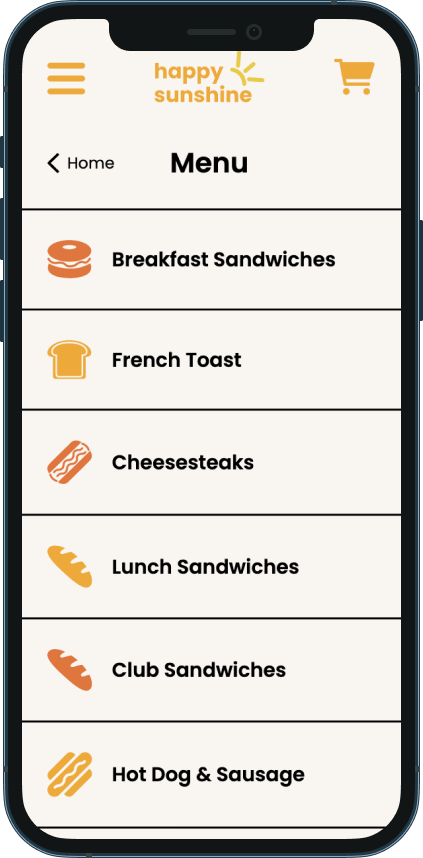 happy
sunshine
Home
Menu
Breakfast Sandwiches
French Toast
Cheesesteaks
Lunch Sandwiches
Club Sandwiches
Hot Dog & Sausage